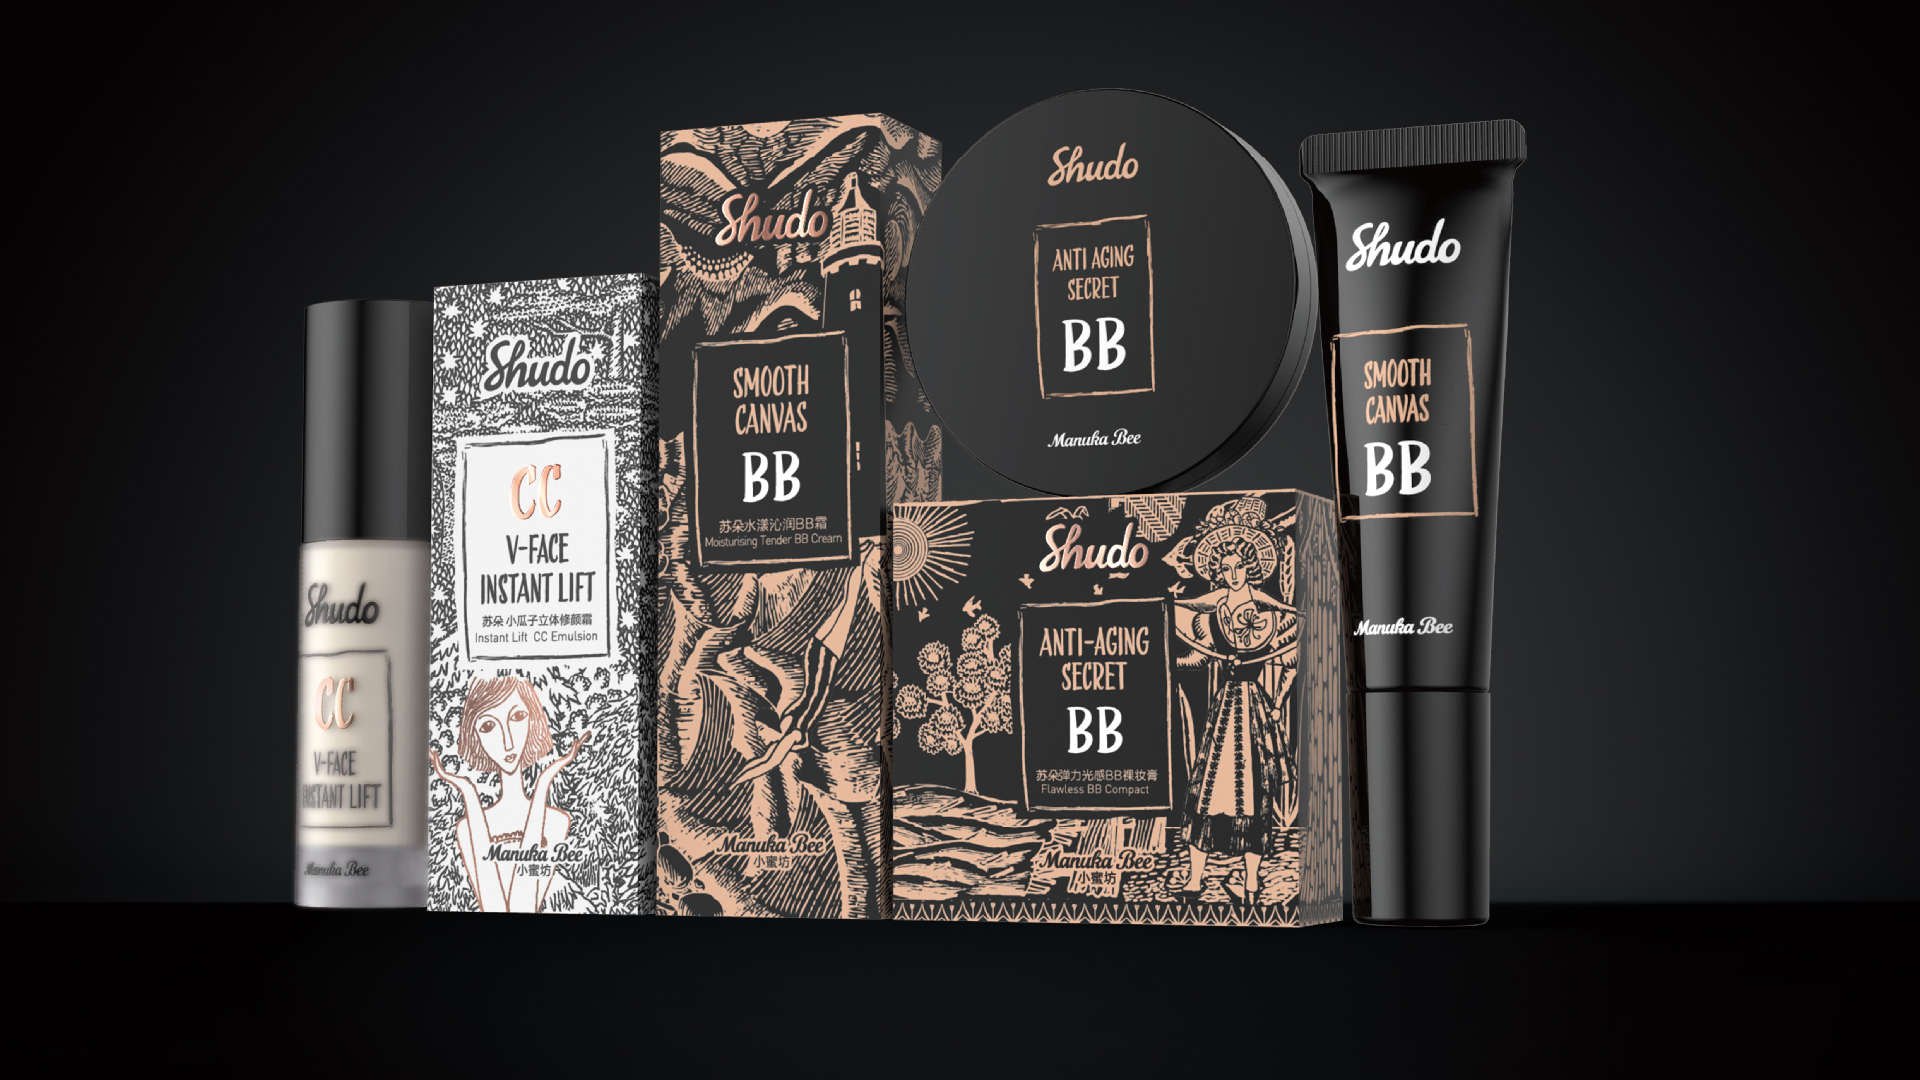 Shudo
CC
V-FACE
INSTANT LIFT
Manuka Bee
Shudo
CC
V-FACE
INSTANT LIFT
苏朵 小瓜子立体修颜霜
Instant Lift CC Emulsion
Manuka Bee
小蜜坊
Shudo
SMOOTH
CANVAS
BB
苏朵水漾沁润BB霜
Moisturising Tender BB Cream
Manuka Bee
小蜜坊
Shudo
ANTI AGING
SECRET
BB
Manuka Bee
Shudo
ANTI-AGING
SECRET
BB
苏朵弹力光感BB裸妆膏
Flawless BB Compact
Manuka Bee
小蜜坊
Shudo
SMOOTH
CANVAS
BB
Manuka Bee